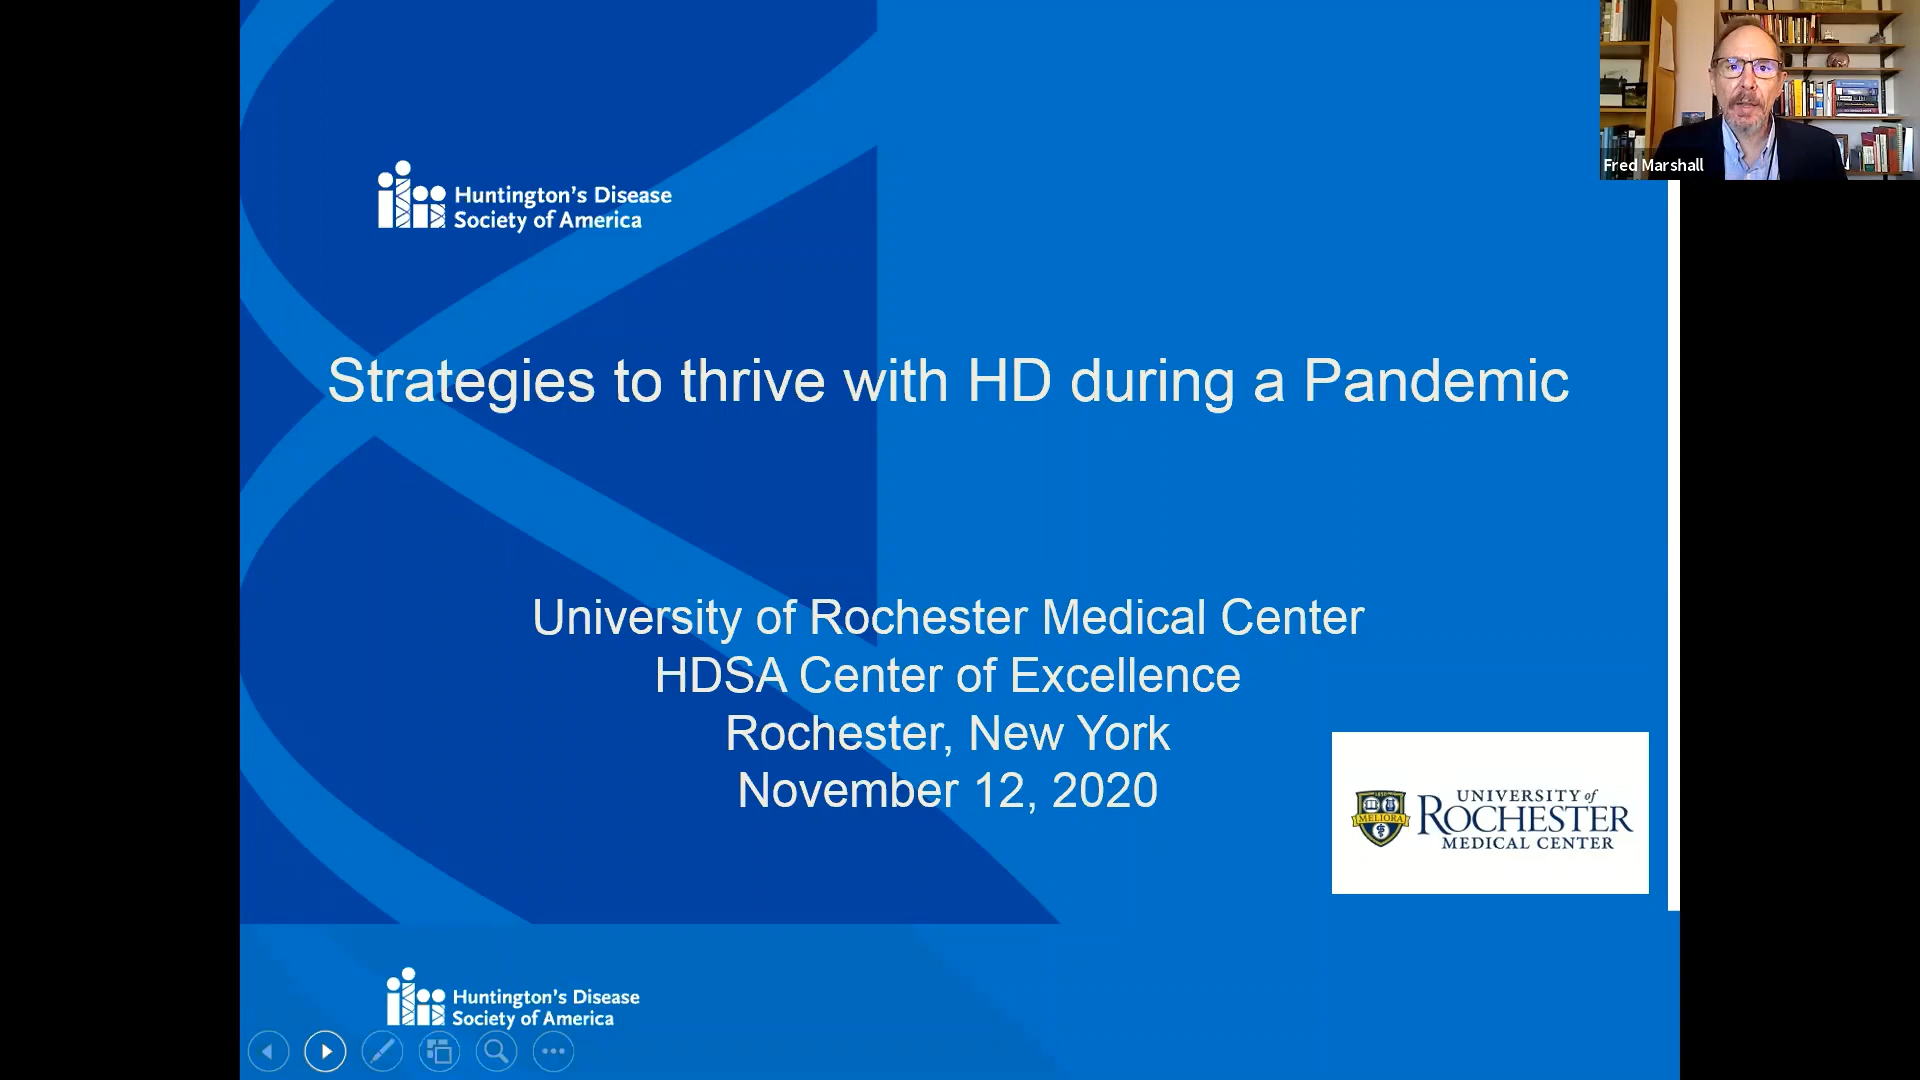 Fred Marshall
Huntington's Disease
Society of America
Strategies to thrive with HD during a Pandemic
University of Rochester Medical Center
HDSA Center of Excellence
Rochester, New York
November 12, 2020
MELIORA
UNIVERSITY of
ROCHESTER
MEDICAL CENTER
Huntington's Disease
Society of America